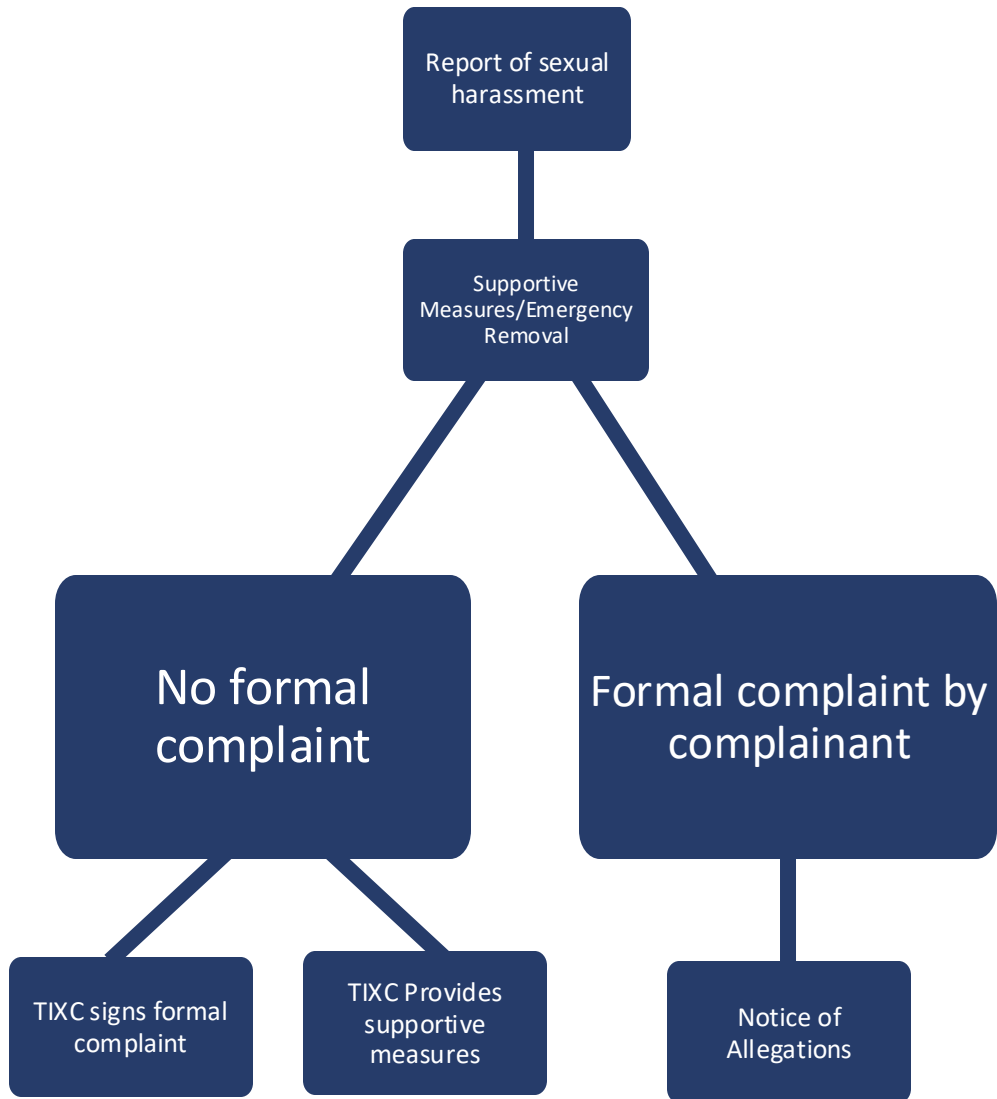 Report of sexual
harassment
Supportive
Measures/Emergency
Removal
No formal
complaint
Formal complaint by
complainant
TIXC signs formal
complaint
TIXC Provides
supportive
measures
Notice of
Allegations